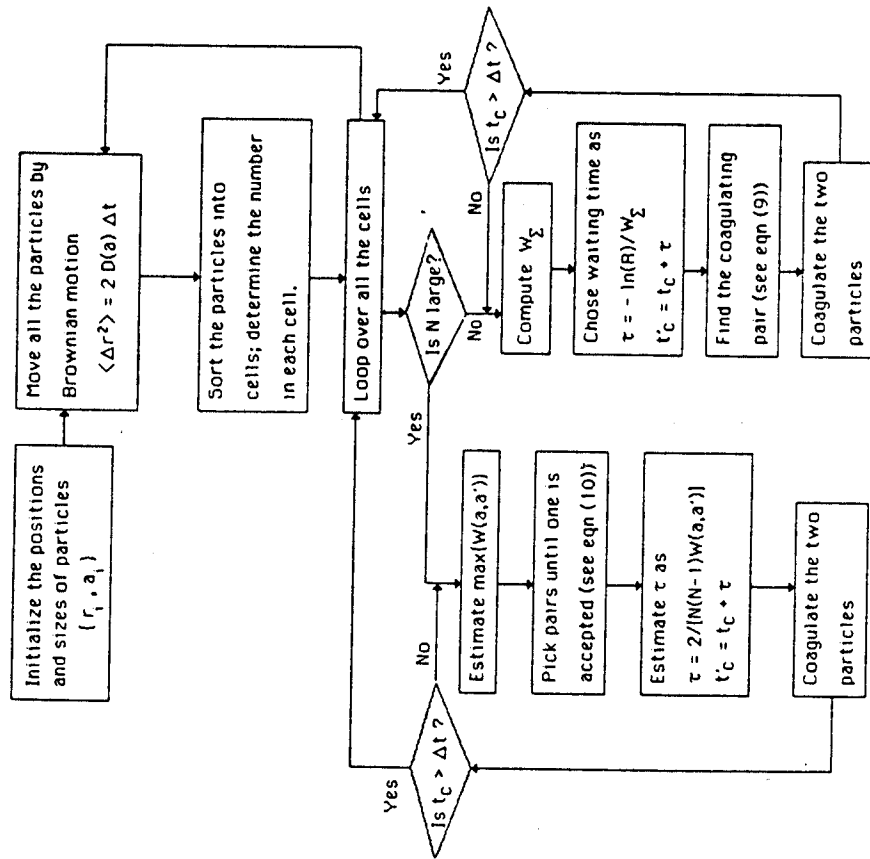 Initialize the positions
and sizes of particles
{ r_i , a_i }
Move all the particles by
Brownian motion
⟨Δr²⟩ = 2 D(a) Δt
Sort the particles into
cells; determine the number
in each cell.
Loop over all the cells
Is N large?
Yes
No
Estimate max{W(a,a')}
Pick pairs until one is
accepted (see eqn (10))
Estimate τ as
τ = 2/[N(N-1)W(a,a')]
t'_C = t_C + τ
Coagulate the two
particles
Is t_C > Δt ?
Yes
No
Compute W_Σ
Chose waiting time as
τ = - ln(R)/W_Σ
t'_C = t_C + τ
Find the coagulating
pair (see eqn (9))
Coagulate the two
particles
Is t_C > Δt ?
Yes
No